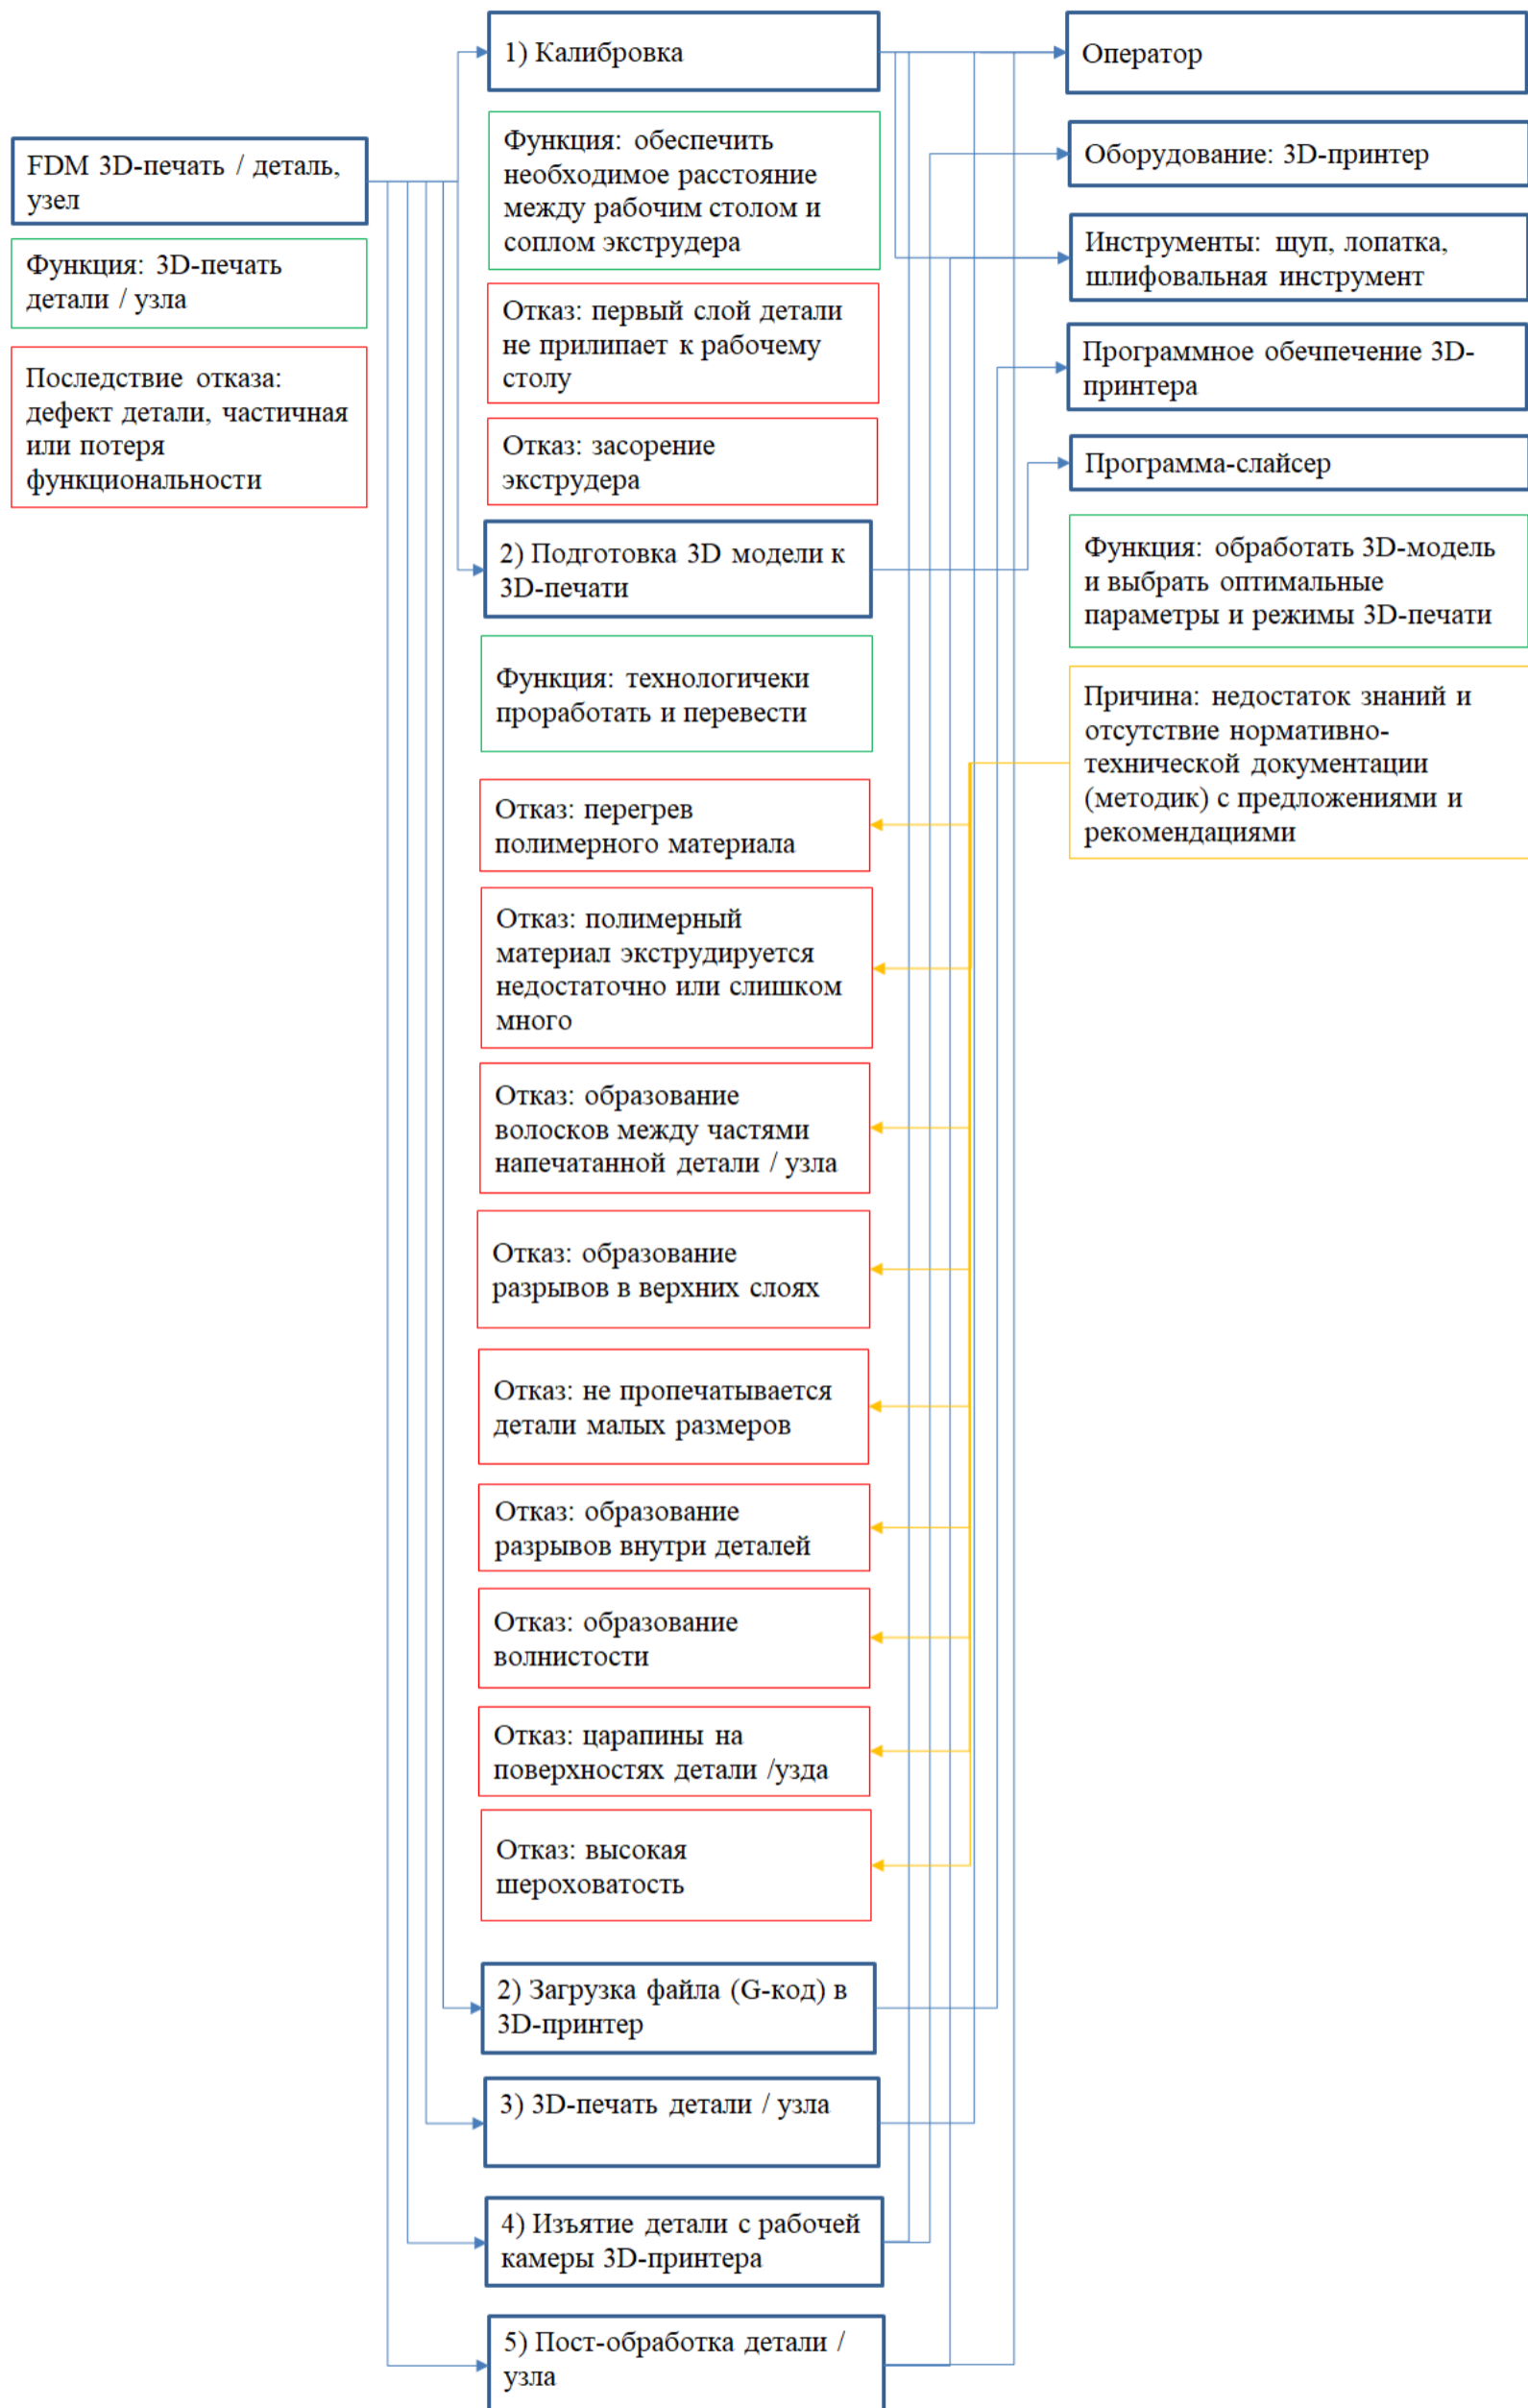 FDM 3D-печать / деталь,
узел
Функция: 3D-печать
детали / узла
Последствие отказа:
дефект детали, частичная
или потеря
функциональности
1) Калибровка
Функция: обеспечить
необходимое расстояние
между рабочим столом и
соплом экструдера
Отказ: первый слой детали
не прилипает к рабочему
столу
Отказ: засорение
экструдера
2) Подготовка 3D модели к
3D-печати
Функция: технологичеки
проработать и перевести
Отказ: перегрев
полимерного материала
Отказ: полимерный
материал экструдируется
недостаточно или слишком
много
Отказ: образование
волосков между частями
напечатанной детали / узла
Отказ: образование
разрывов в верхних слоях
Отказ: не пропечатывается
детали малых размеров
Отказ: образование
разрывов внутри деталей
Отказ: образование
волнистости
Отказ: царапины на
поверхностях детали /узда
Отказ: высокая
шероховатость
2) Загрузка файла (G-код) в
3D-принтер
3) 3D-печать детали / узла
4) Изъятие детали с рабочей
камеры 3D-принтера
5) Пост-обработка детали /
узла
Оператор
Оборудование: 3D-принтер
Инструменты: щуп, лопатка,
шлифовальная инструмент
Программное обечпечение 3D-
принтера
Программа-слайсер
Функция: обработать 3D-модель
и выбрать оптимальные
параметры и режимы 3D-печати
Причина: недостаток знаний и
отсутствие нормативно-
технической документации
(методик) с предложениями и
рекомендациями